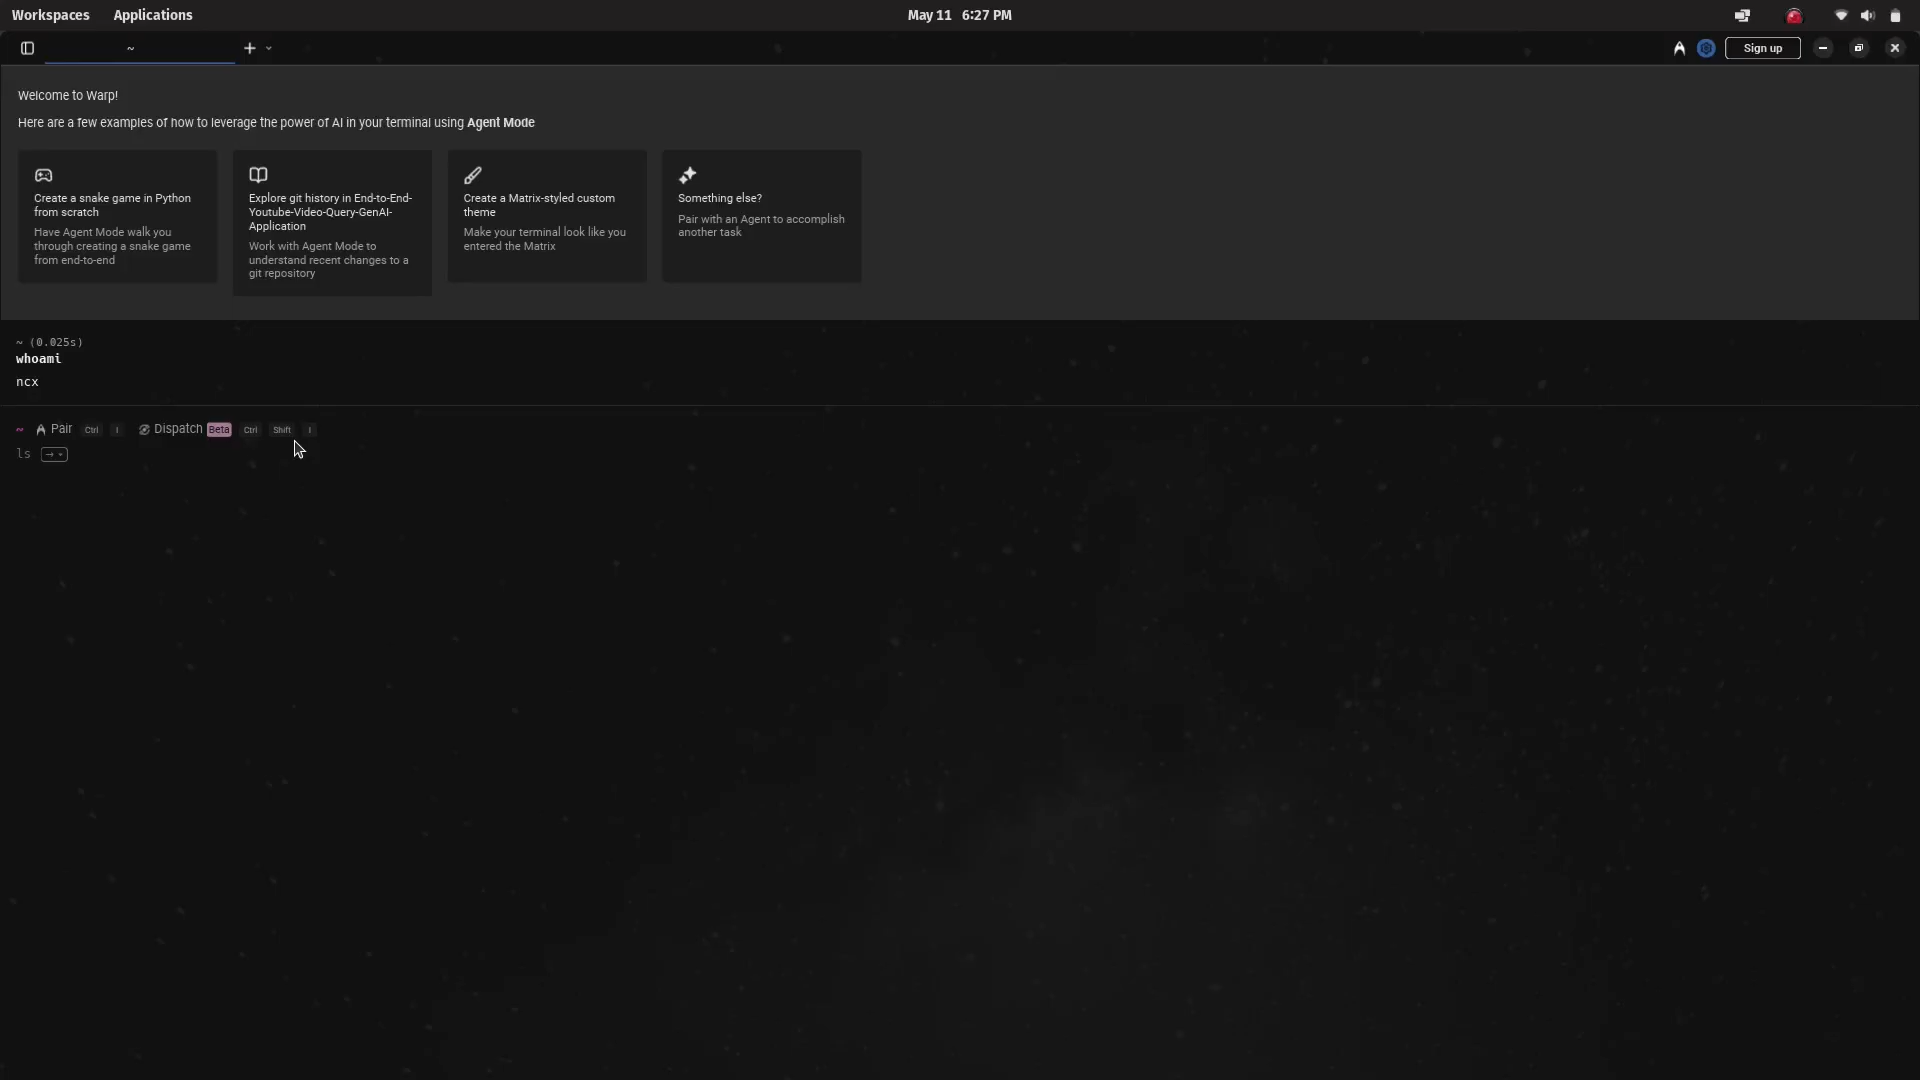 Workspaces Applications May 11 6:27 PM
~ Sign up
Welcome to Warp!
Here are a few examples of how to leverage the power of AI in your terminal using Agent Mode
Create a snake game in Python
from scratch
Have Agent Mode walk you
through creating a snake game
from end-to-end
Explore git history in End-to-End-
Youtube-Video-Query-GenAI-
Application
Work with Agent Mode to
understand recent changes to a
git repository
Create a Matrix-styled custom
theme
Make your terminal look like you
entered the Matrix
Something else?
Pair with an Agent to accomplish
another task
~ (0.025s)
whoami
ncx
~ Pair Ctrl I Dispatch Beta Ctrl Shift I
ls